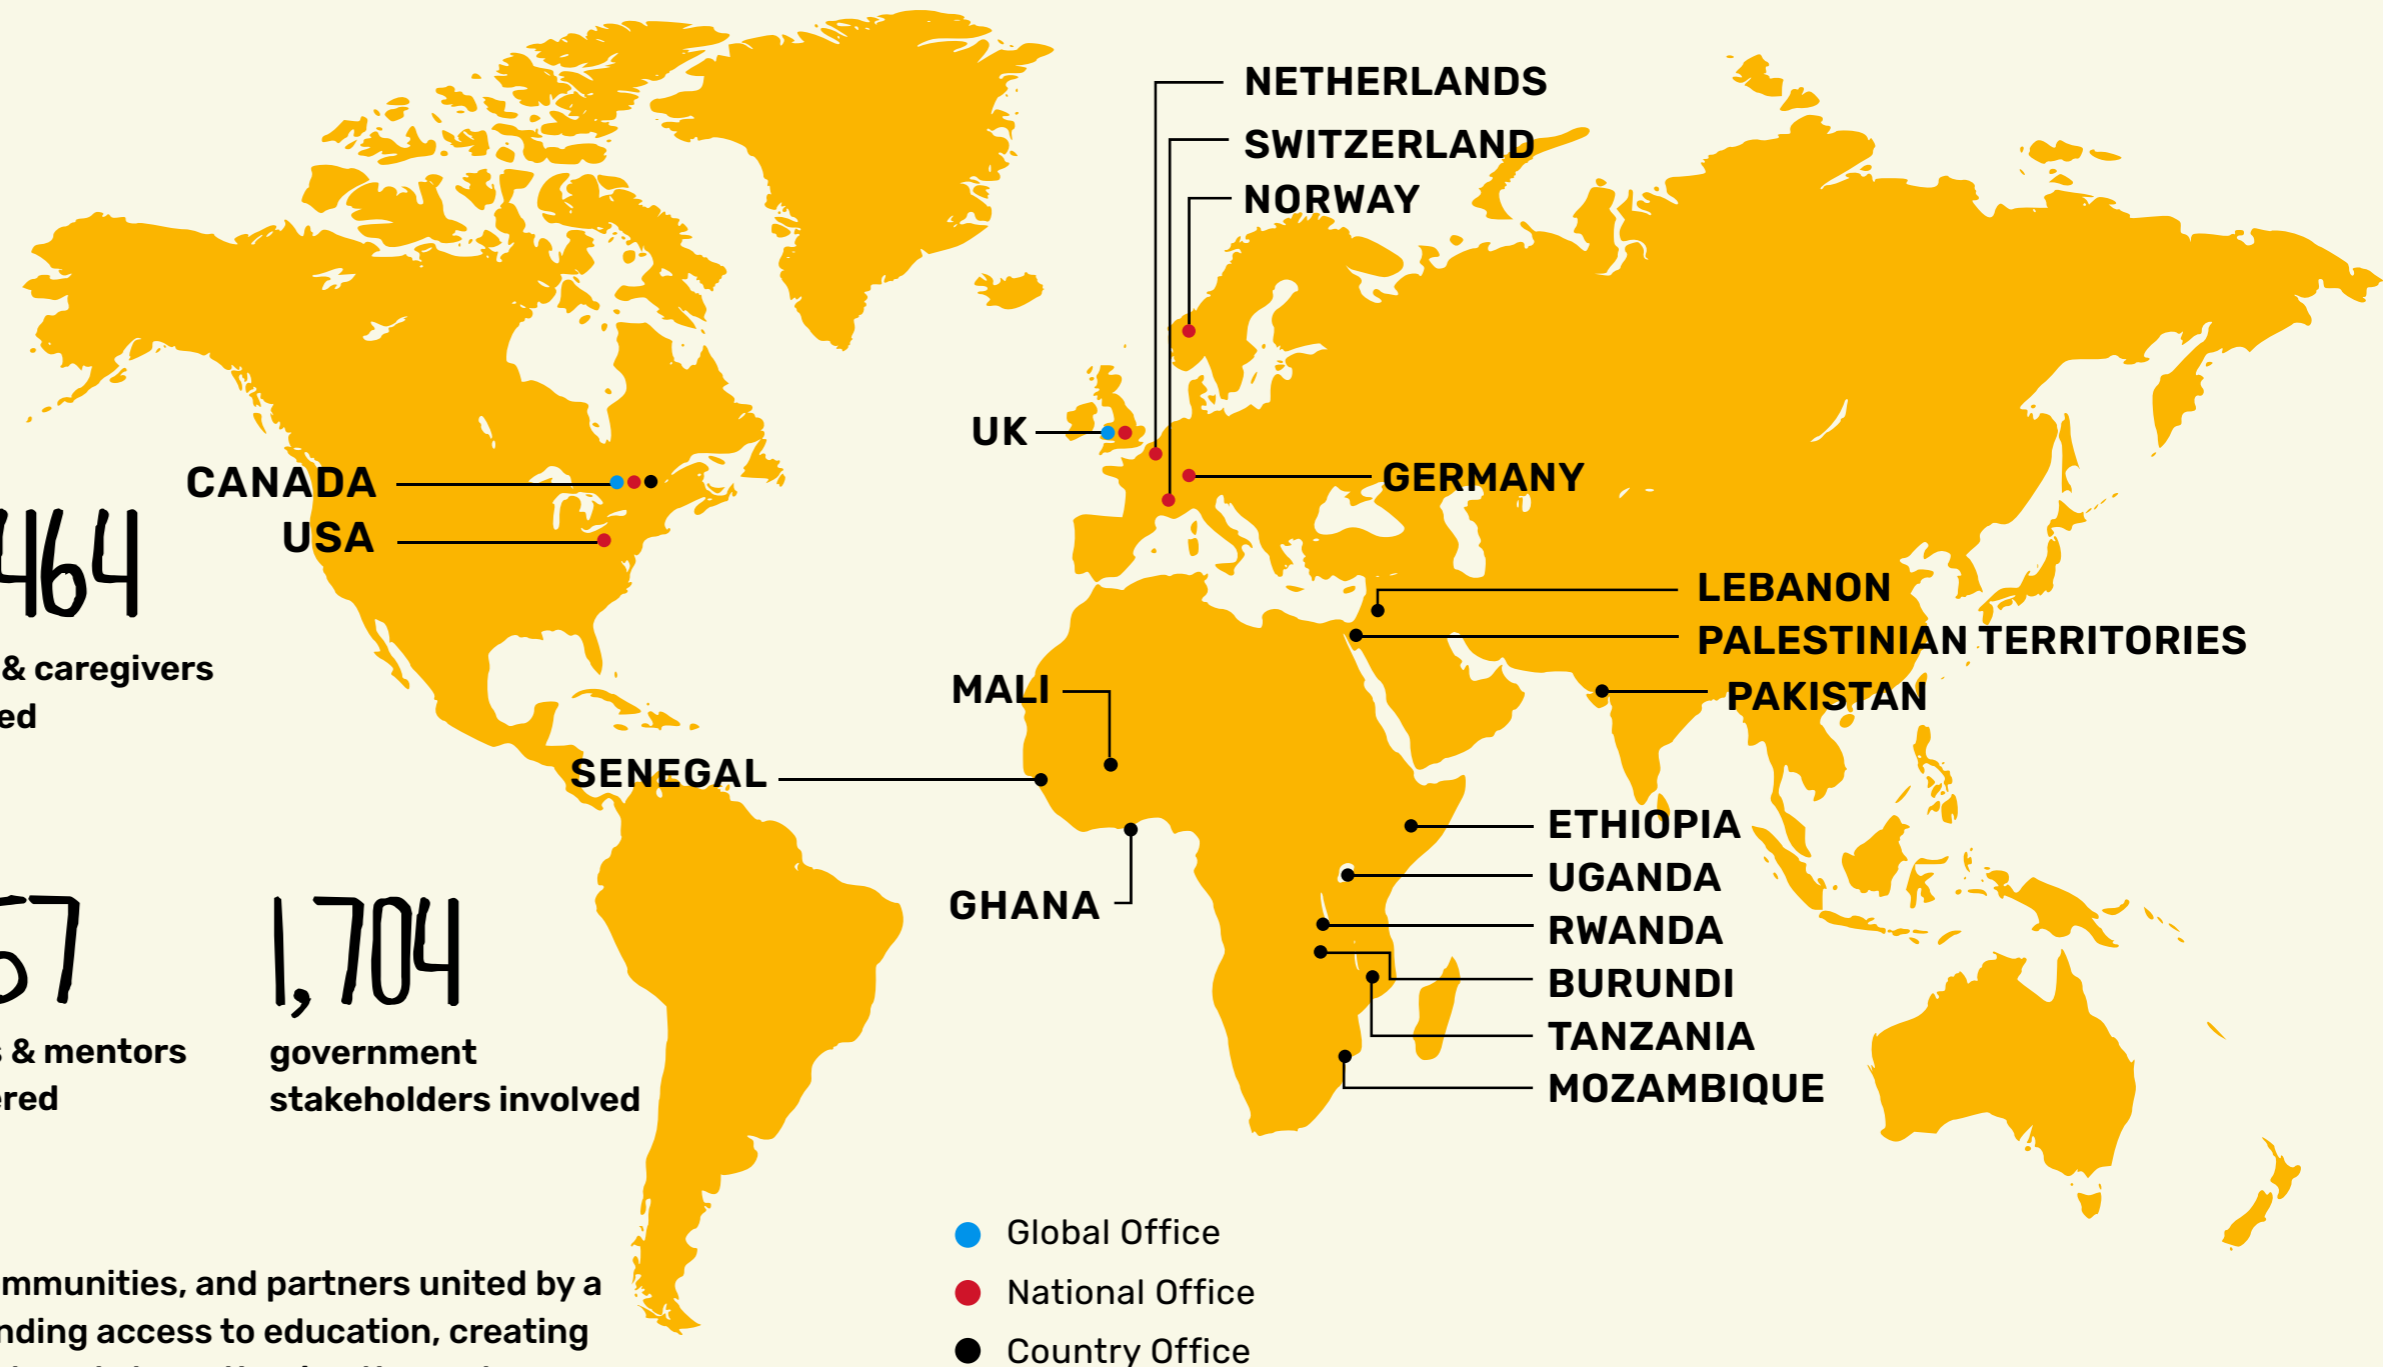 NETHERLANDS
SWITZERLAND
NORWAY
UK
GERMANY
CANADA
USA
464
& caregivers
ed
LEBANON
PALESTINIAN TERRITORIES
PAKISTAN
MALI
SENEGAL
GHANA
ETHIOPIA
UGANDA
RWANDA
BURUNDI
TANZANIA
MOZAMBIQUE
67
s & mentors
ered
1,704
government
stakeholders involved
Global Office
National Office
Country Office
mmunities, and partners united by a
nding access to education, creating